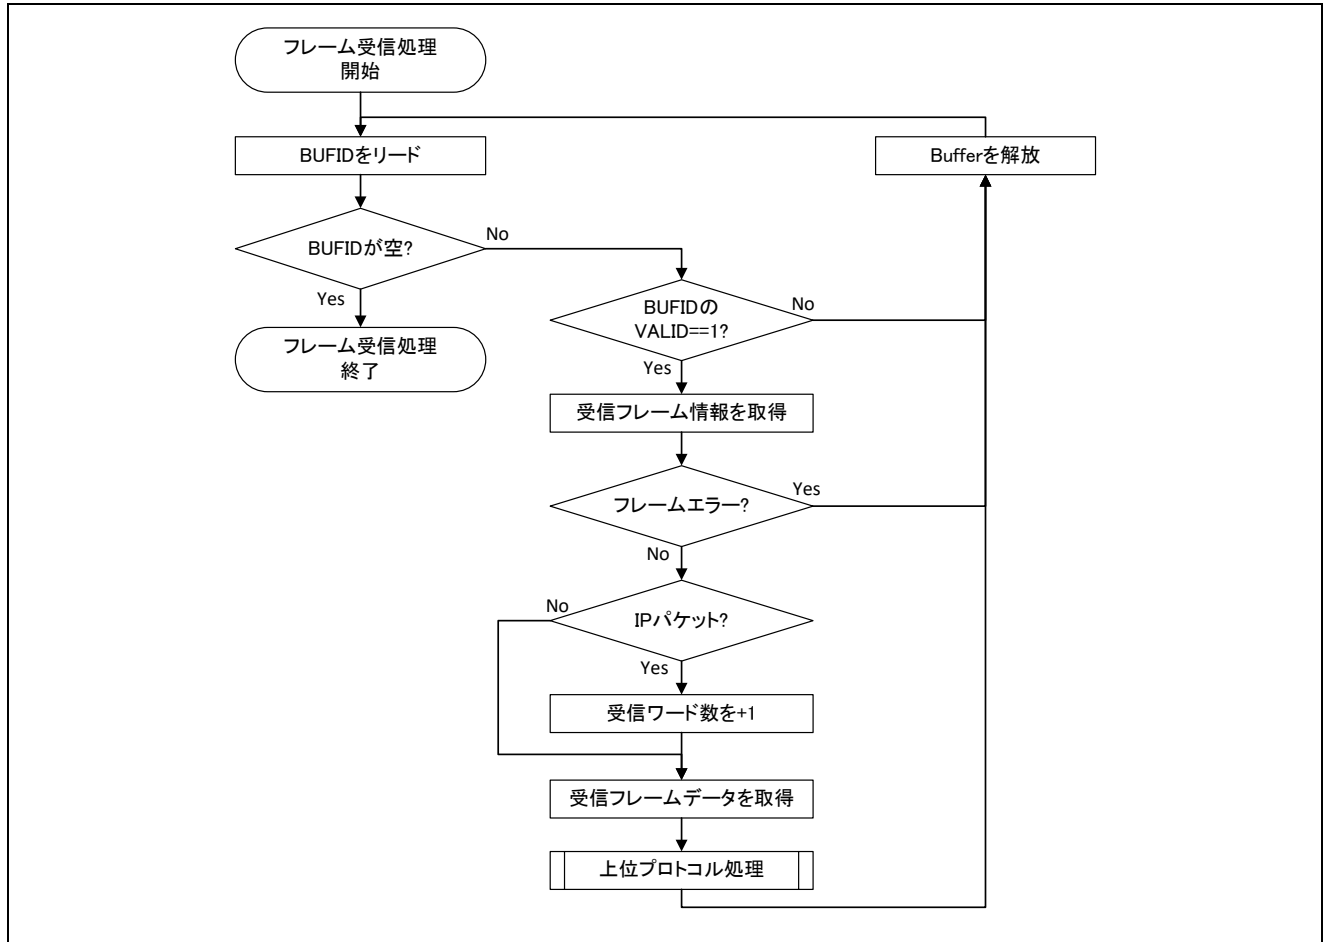 フレーム受信処理
開始
BUFIDをリード
Bufferを解放
BUFIDが空?
No
Yes
フレーム受信処理
終了
BUFIDの
VALID==1?
No
Yes
受信フレーム情報を取得
フレームエラー?
Yes
No
IPパケット?
No
Yes
受信ワード数を+1
受信フレームデータを取得
上位プロトコル処理